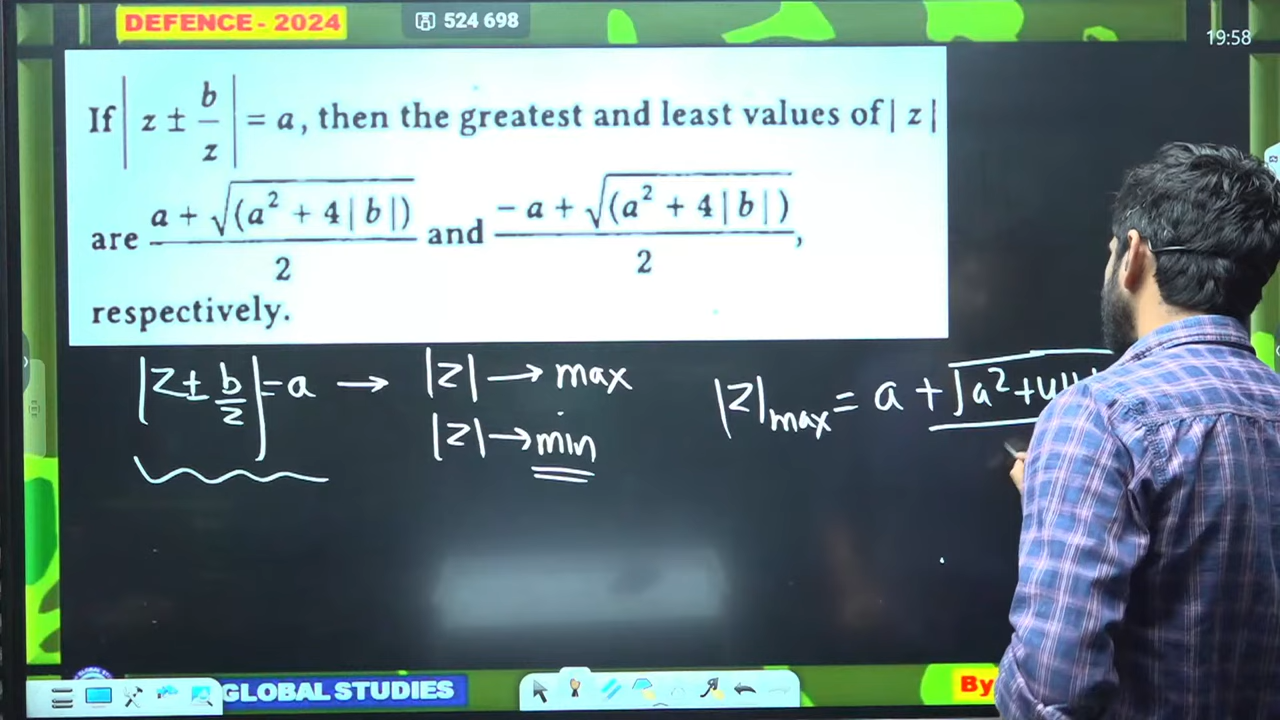 DEFENCE - 2024
524 698
19:58
If | z ± b/z | = a, then the greatest and least values of | z |
are (a + √(a² + 4 | b |))/2 and (- a + √(a² + 4 | b |))/2,
respectively.
|z ± b/z| = a → |z| → max
|z| → min
|z|max = a + √a² + 4
GLOBAL STUDIES
By